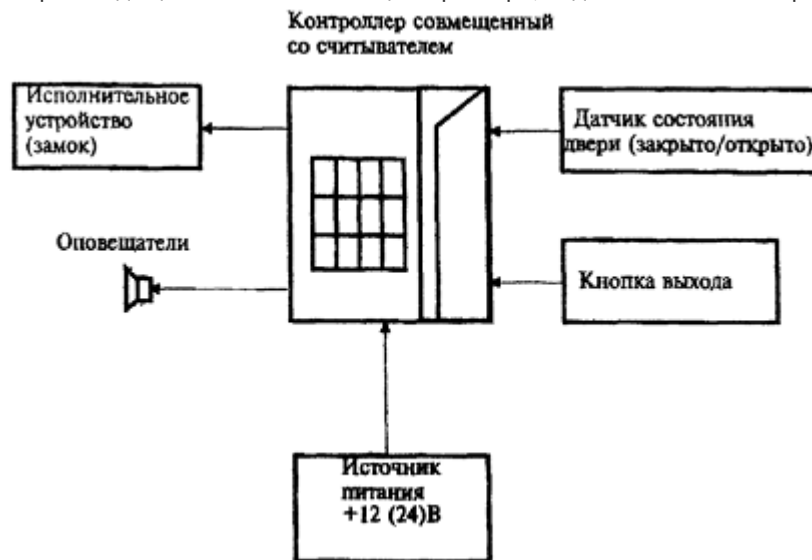 Контроллер совмещенный
со считывателем
Исполнительное
устройство
(замок)
Датчик состояния
двери (закрыто/открыто)
Оповещатели
Кнопка выхода
Источник
питания
+12 (24)В